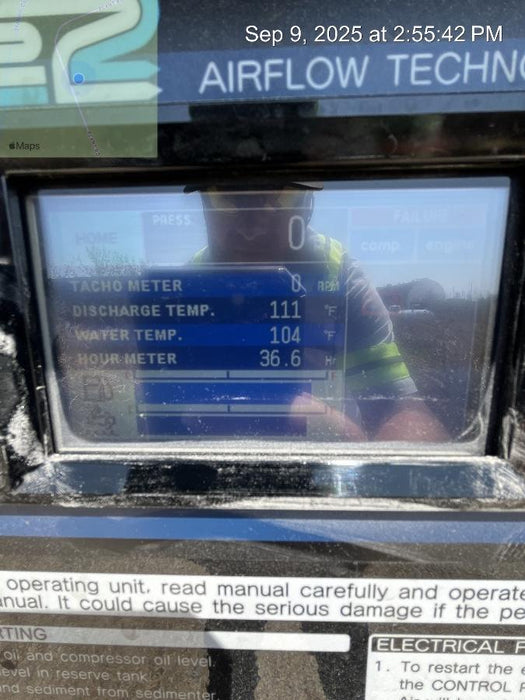 Sep 9, 2025 at 2:55:42 PM
AIRFLOW TECHNO
Maps
PRESS. 0
FAILURE
HOME
comp engine
TACHO METER 0 RPM
DISCHARGE TEMP. 111 °F
WATER TEMP. 104 °F
HOUR METER 36.6 Hr
E F
operating unit, read manual carefully and operate
anual. It could cause the serious damage if the pe
RTING
oil and compressor oil level.
level in reserve tank
and sediment from sedimenter
ELECTRICAL F
1. To restart the e
the CONTROL